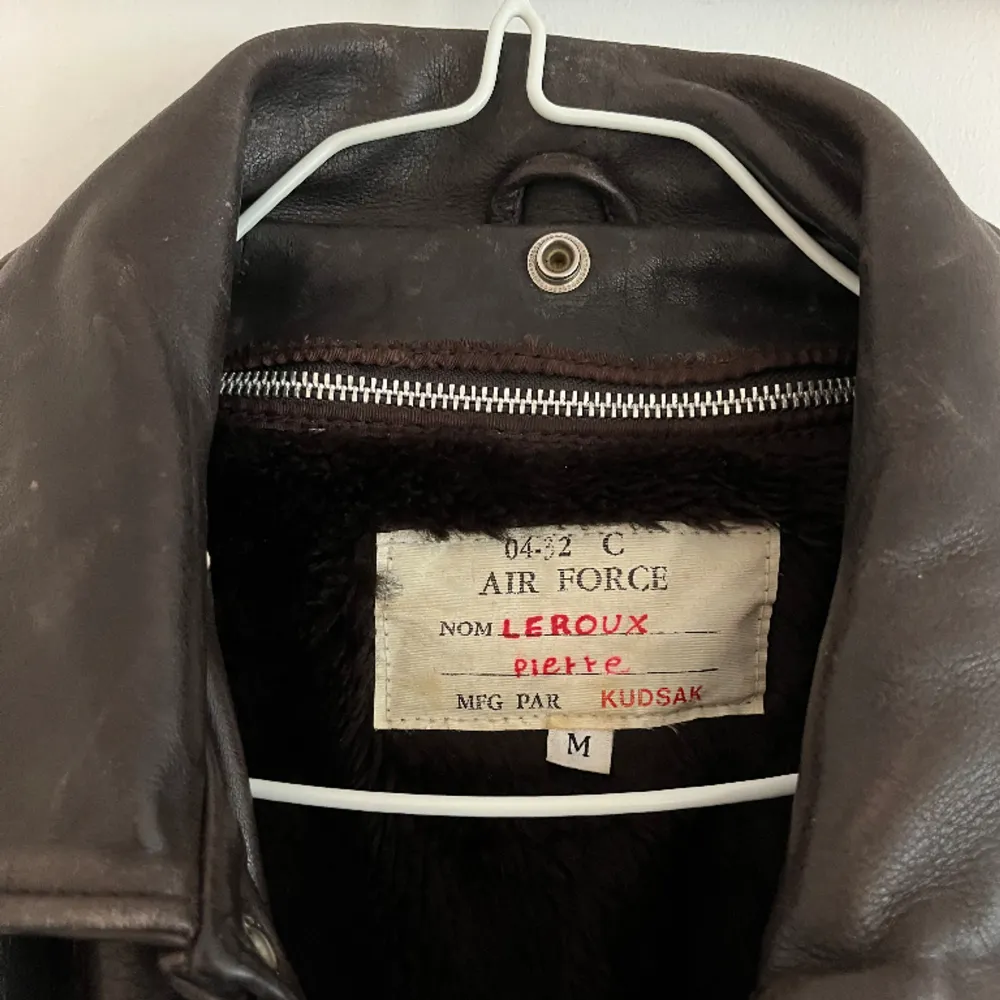 04-32 C
AIR FORCE
NOM LEROUX
Pierre
MFG PAR KUDSAK
M